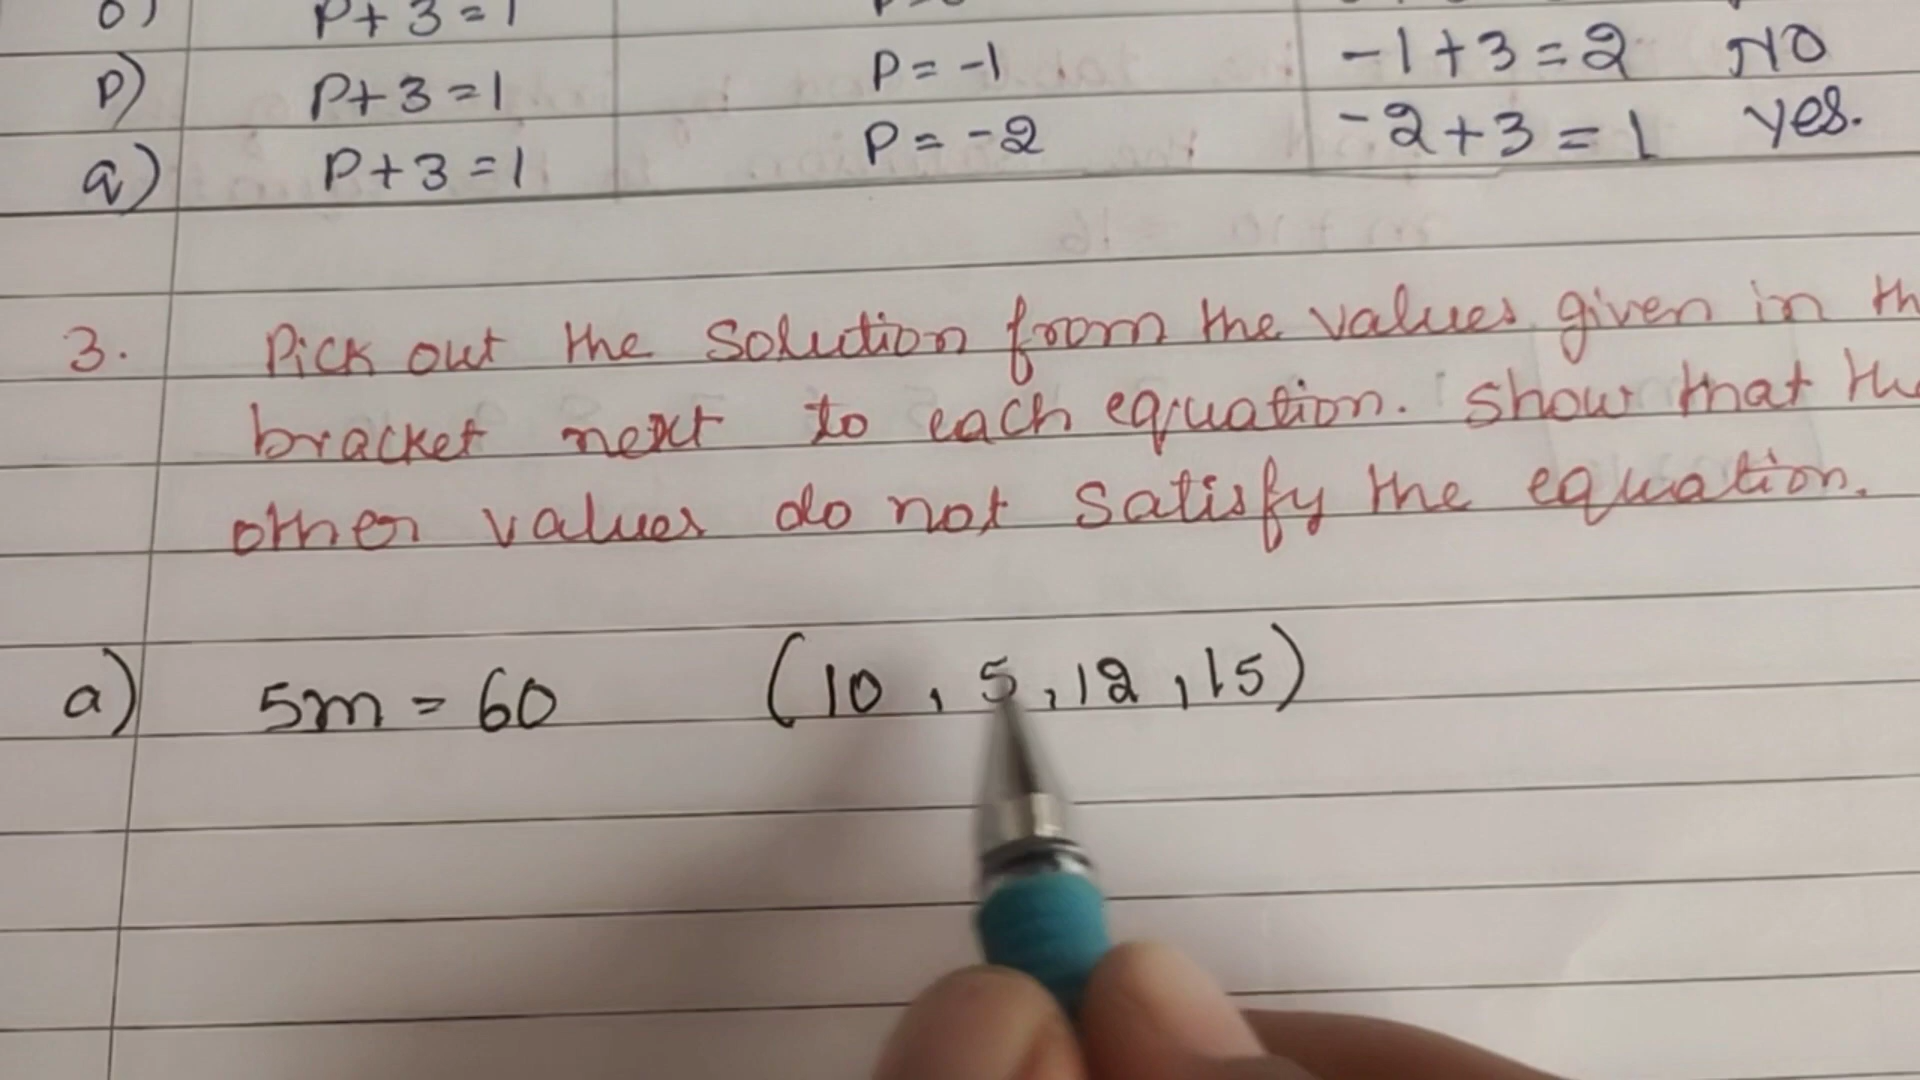 o) P+3=1
p) P+3=1 P=-1 -1+3=2 NO
q) P+3=1 P=-2 -2+3=1 yes.
3. Pick out the solution from the values given in
bracket next to each equation. show that
other values do not satisfy the equation.
a) 5m=60 (10, 5, 12, 15)